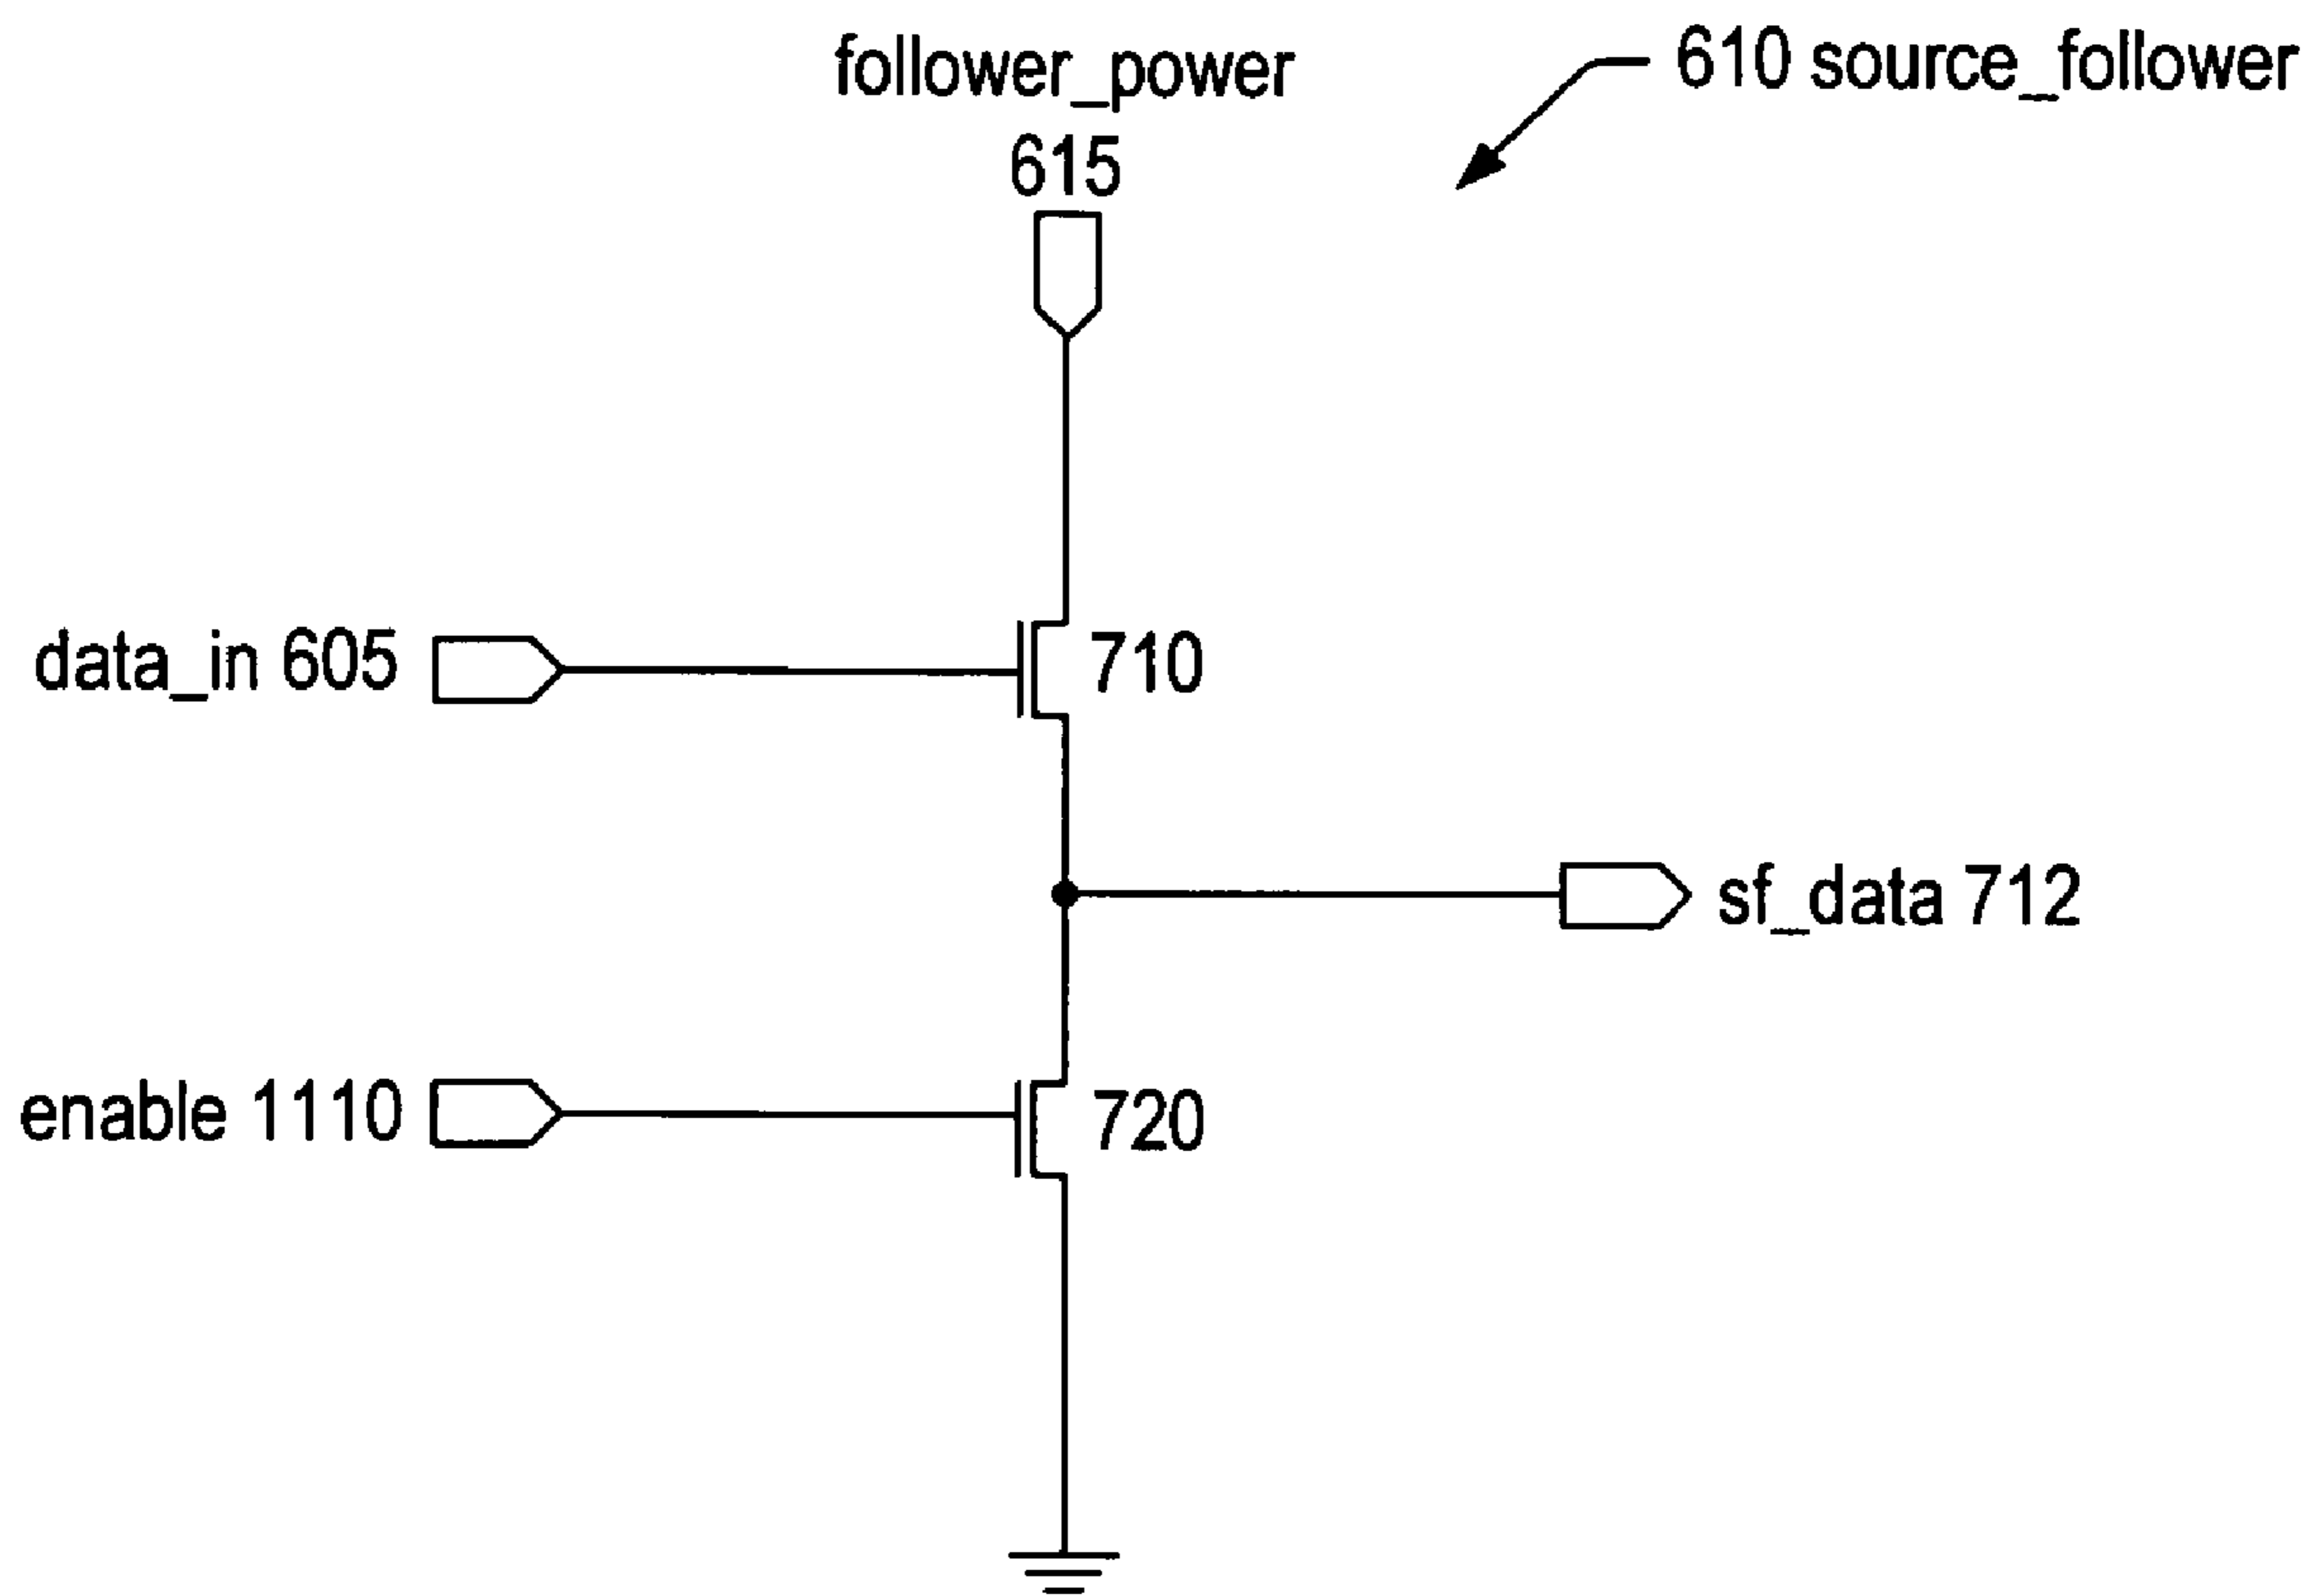 follower_power
615
610 source_follower
data_in 605
710
sf_data 712
enable 1110
720